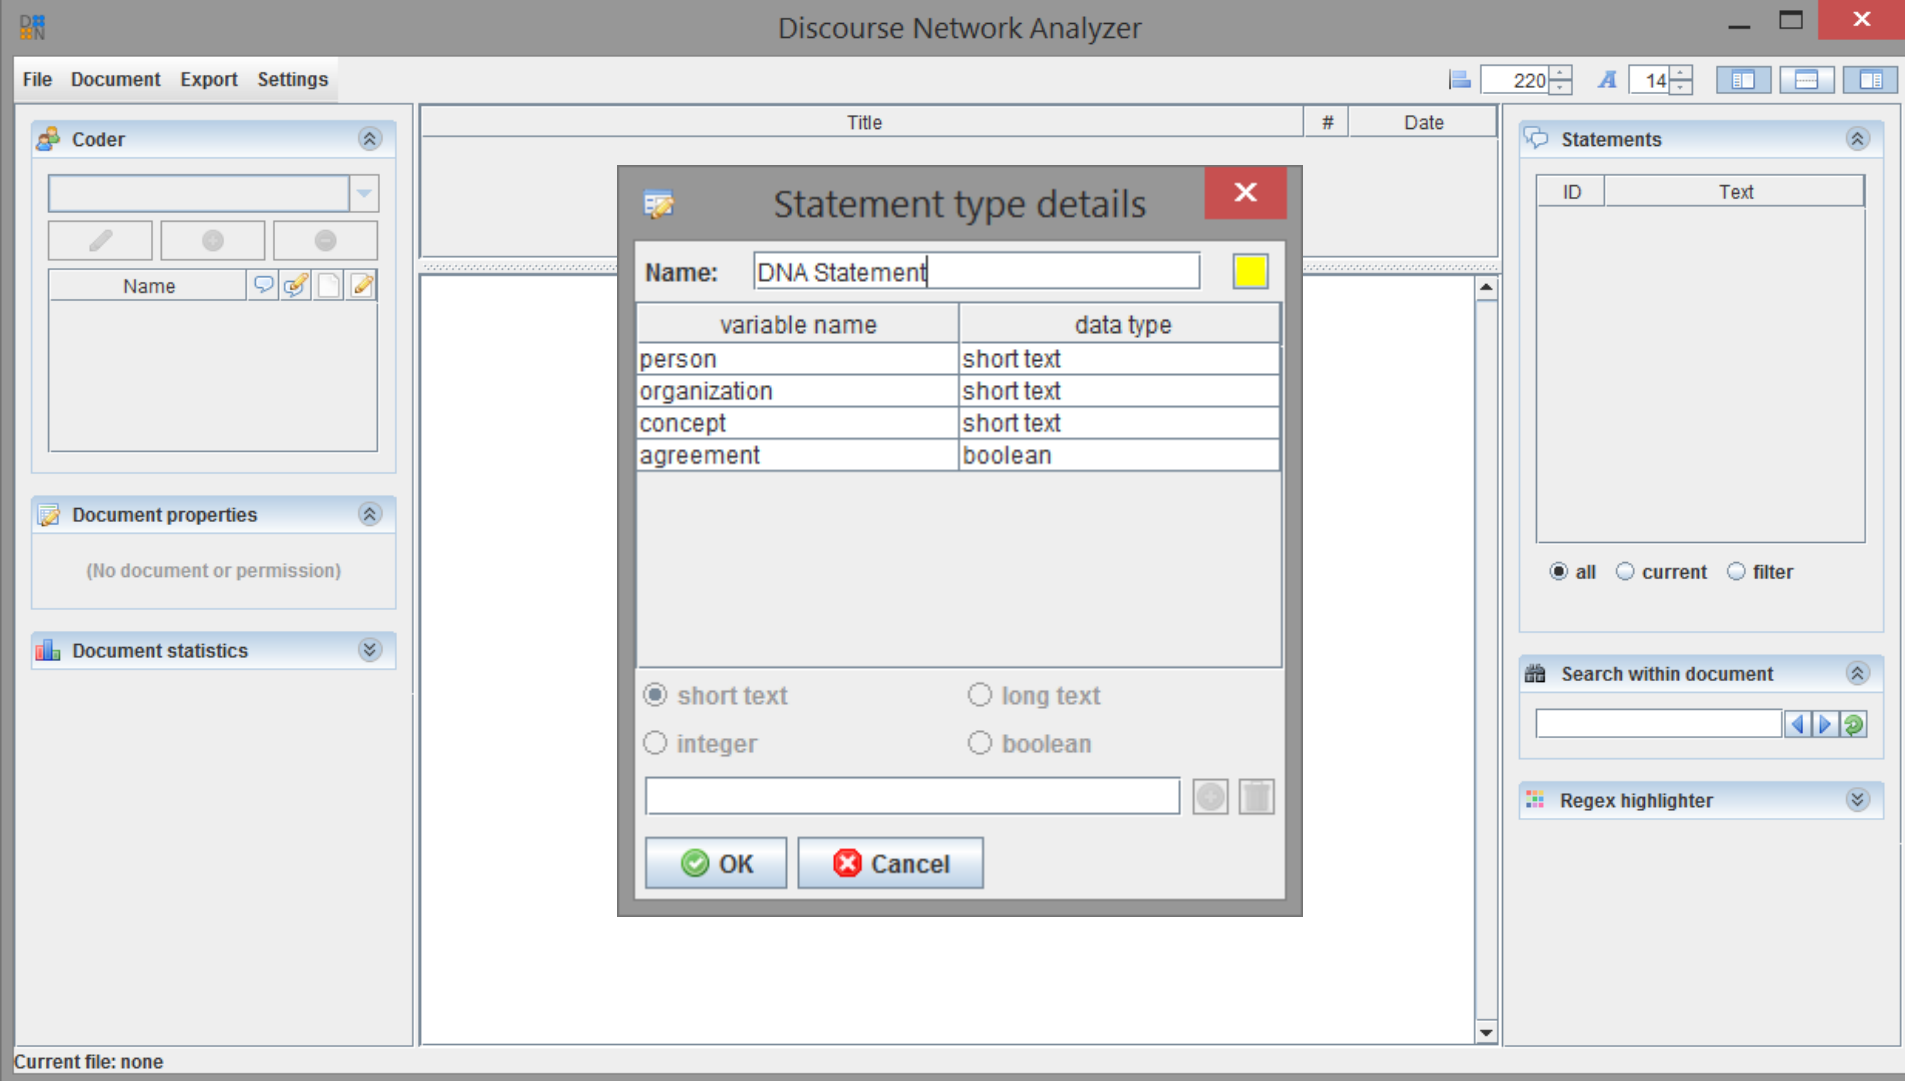 D
N
Discourse Network Analyzer
File Document Export Settings
220
A 14
Coder
Name
Document properties
(No document or permission)
Document statistics
Title # Date
Statement type details
Name: DNA Statement
variable name data type
person short text
organization short text
concept short text
agreement boolean
short text long text
integer boolean
OK Cancel
Statements
ID Text
all current filter
Search within document
Regex highlighter
Current file: none